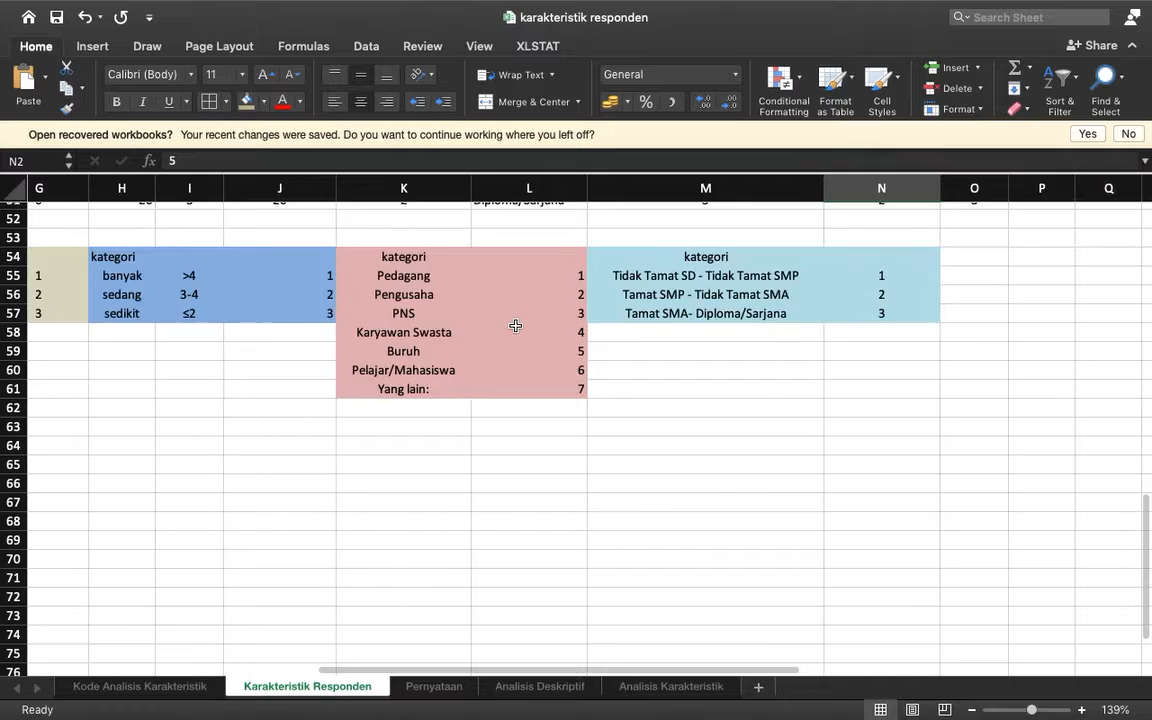 karakteristik responden
Search Sheet
Home Insert Draw Page Layout Formulas Data Review View XLSTAT
Share
Paste
Calibri (Body) 11
B I U
Wrap Text
Merge & Center
General
Conditional Formatting
Format as Table
Cell Styles
Insert
Delete
Format
Sort & Filter
Find & Select
Open recovered workbooks? Your recent changes were saved. Do you want to continue working where you left off? Yes No
N2 fx 5
G H I J K L M N O P Q
52
53
54 kategori kategori kategori
55 1 banyak >4 1 Pedagang 1 Tidak Tamat SD - Tidak Tamat SMP 1
56 2 sedang 3-4 2 Pengusaha 2 Tamat SMP - Tidak Tamat SMA 2
57 3 sedikit ≤2 3 PNS 3 Tamat SMA- Diploma/Sarjana 3
58 Karyawan Swasta 4
59 Buruh 5
60 Pelajar/Mahasiswa 6
61 Yang lain: 7
62
63
64
65
66
67
68
69
70
71
72
73
74
75
76
Kode Analisis Karakteristik Karakteristik Responden Pernyataan Analisis Deskriptif Analisis Karakteristik
Ready 139%